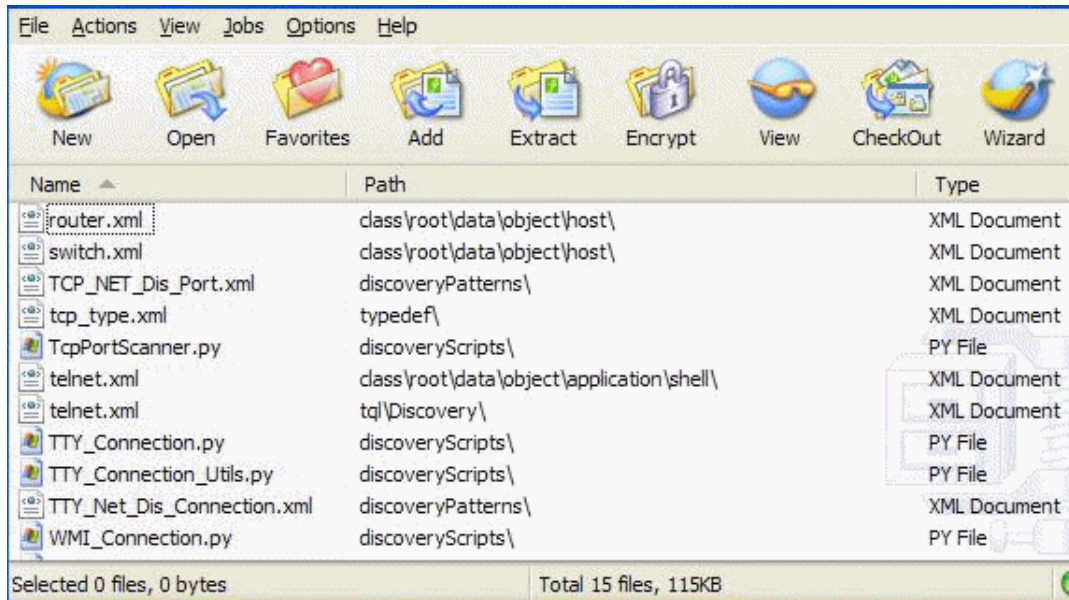 File Actions View Jobs Options Help
New Open Favorites Add Extract Encrypt View CheckOut Wizard
Name Path Type
router.xml class\root\data\object\host\ XML Document
switch.xml class\root\data\object\host\ XML Document
TCP_NET_Dis_Port.xml discoveryPatterns\ XML Document
tcp_type.xml typedef\ XML Document
TcpPortScanner.py discoveryScripts\ PY File
telnet.xml class\root\data\object\application\shell\ XML Document
telnet.xml tql\Discovery\ XML Document
TTY_Connection.py discoveryScripts\ PY File
TTY_Connection_Utils.py discoveryScripts\ PY File
TTY_Net_Dis_Connection.xml discoveryPatterns\ XML Document
WMI_Connection.py discoveryScripts\ PY File
Selected 0 files, 0 bytes Total 15 files, 115KB